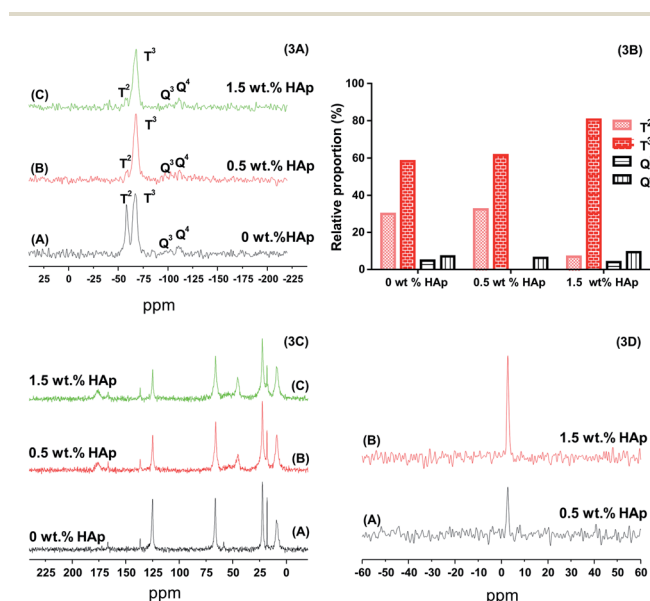 (3A)
T³
(C)
T²
1.5 wt.% HAp
Q³ Q⁴
T³
(B)
T²
0.5 wt.% HAp
Q³ Q⁴
T² T³
(A)
Q³ Q⁴
0 wt.%HAp
25 0 -25 -50 -75 -100 -125 -150 -175 -200 -225
ppm
(3B)
Relative proportion (%)
100
80
60
40
20
0
T²
T³
Q
Q
0 wt % HAp 0.5 wt % HAp 1.5 wt% HAp
(3C)
1.5 wt.% HAp
(C)
0.5 wt.% HAp
(B)
0 wt.% HAp
(A)
225 200 175 150 125 100 75 50 25 0
ppm
(3D)
(B)
1.5 wt.% HAp
(A)
0.5 wt.% HAp
-60 -50 -40 -30 -20 -10 0 10 20 30 40 50 60
ppm